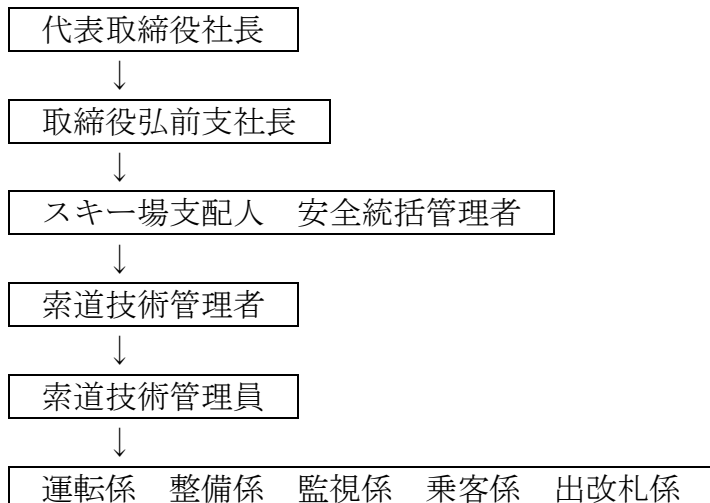 代表取締役社長
↓
取締役弘前支社長
↓
スキー場支配人　安全統括管理者
↓
索道技術管理者
↓
索道技術管理員
↓
運転係　整備係　監視係　乗客係　出改札係